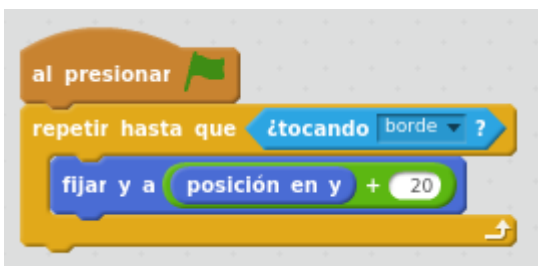 al presionar
repetir hasta que ¿tocando borde ?
fijar y a posición en y + 20